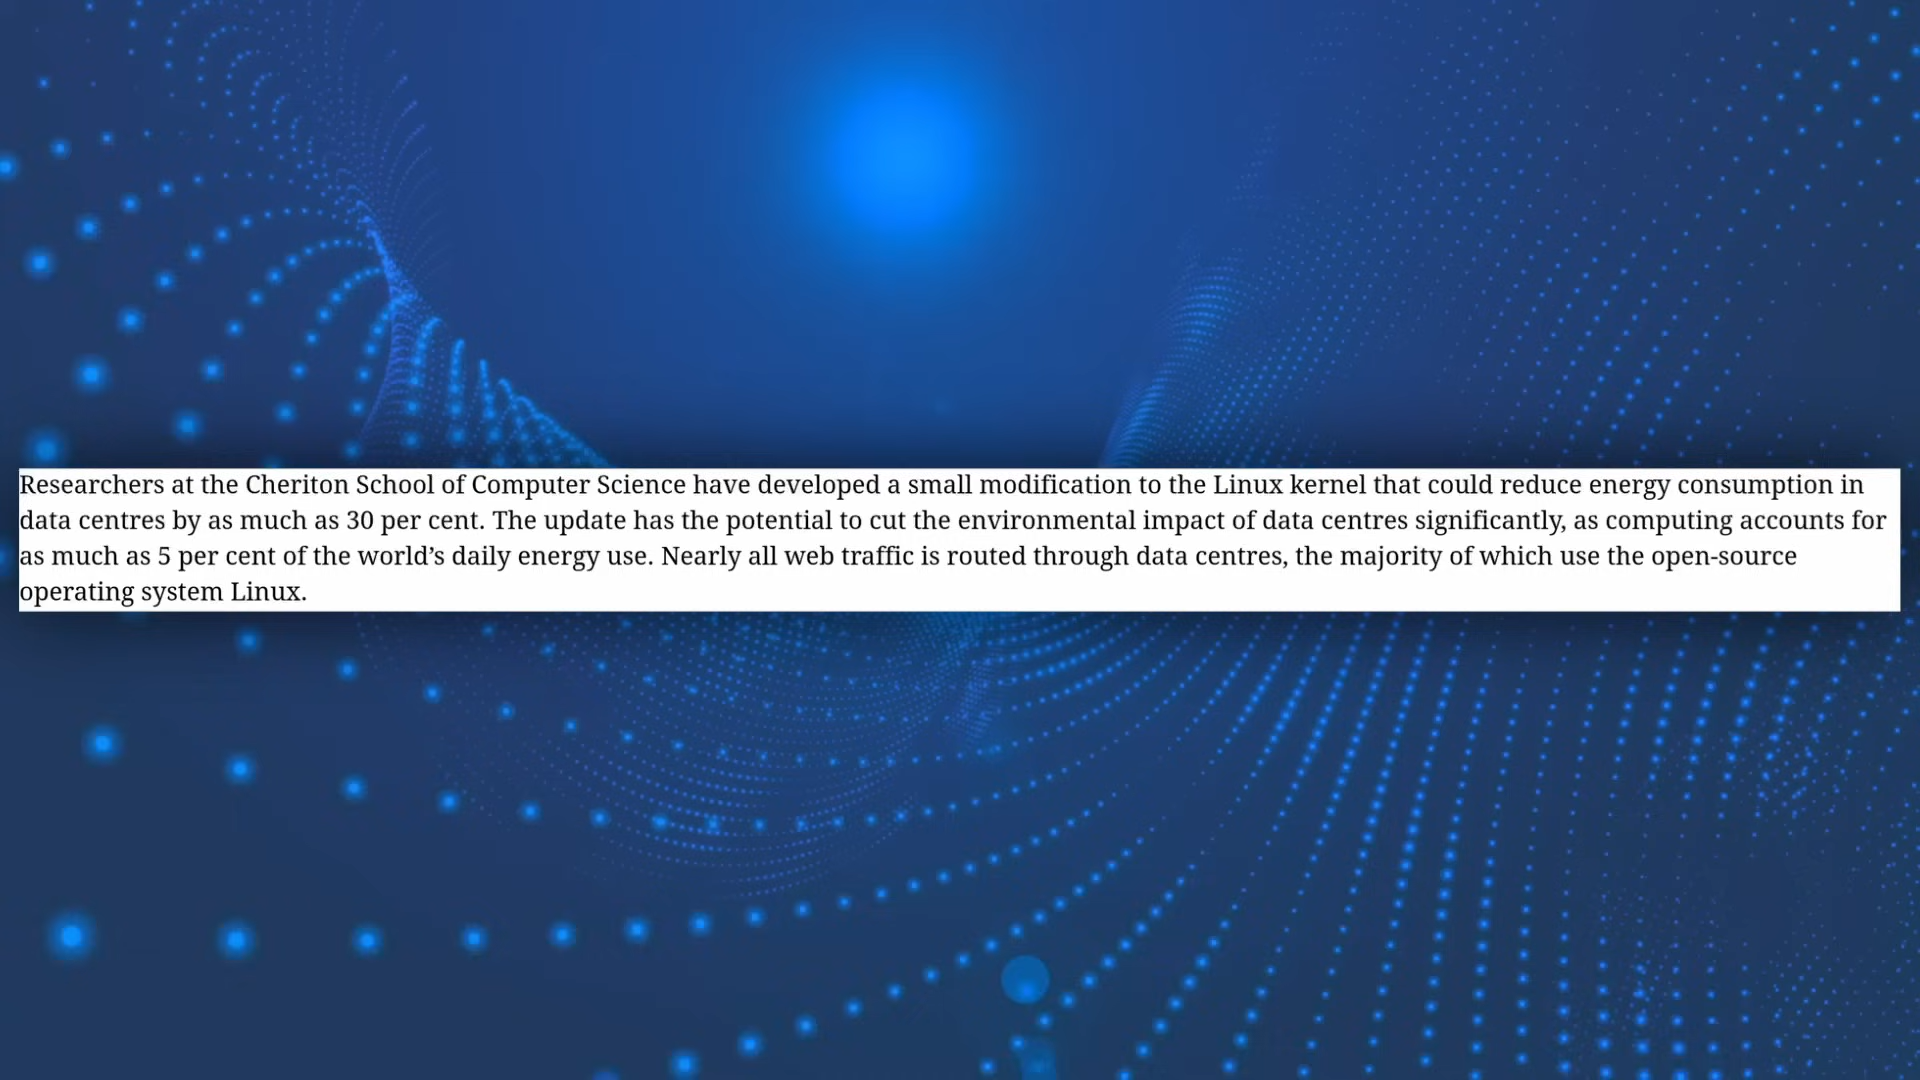 Researchers at the Cheriton School of Computer Science have developed a small modification to the Linux kernel that could reduce energy consumption in
data centres by as much as 30 per cent. The update has the potential to cut the environmental impact of data centres significantly, as computing accounts for
as much as 5 per cent of the world’s daily energy use. Nearly all web traffic is routed through data centres, the majority of which use the open-source
operating system Linux.